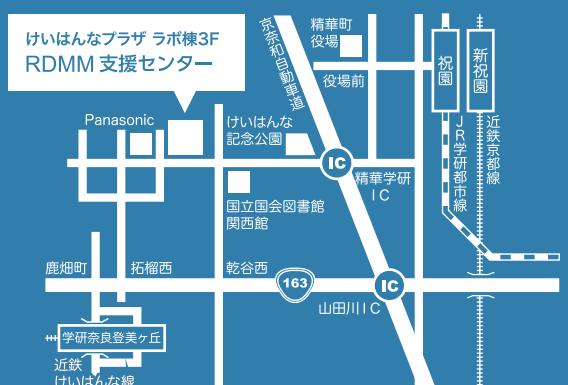 けいはんなプラザ ラボ棟3F
RDMM 支援センター
京奈和自動車道
精華町
役場
役場前
祝園
新祝園
Panasonic
けいはんな
記念公園
IC
精華学研
IC
JR学研都市線
近鉄京都線
国立国会図書館
関西館
鹿畑町
拓榴西
乾谷西
163
IC
山田川IC
学研奈良登美ヶ丘
近鉄
けいはんな線